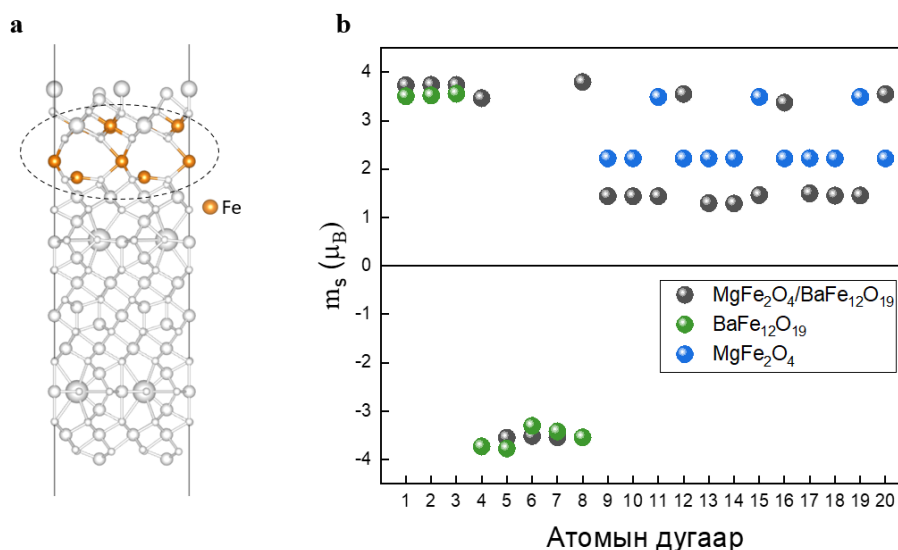 a
b
Fe
4
3
2
1
0
-1
-2
-3
-4
mₛ (μ_B)
MgFe₂O₄/BaFe₁₂O₁₉
BaFe₁₂O₁₉
MgFe₂O₄
1 2 3 4 5 6 7 8 9 10 11 12 13 14 15 16 17 18 19 20
Атомын дугаар